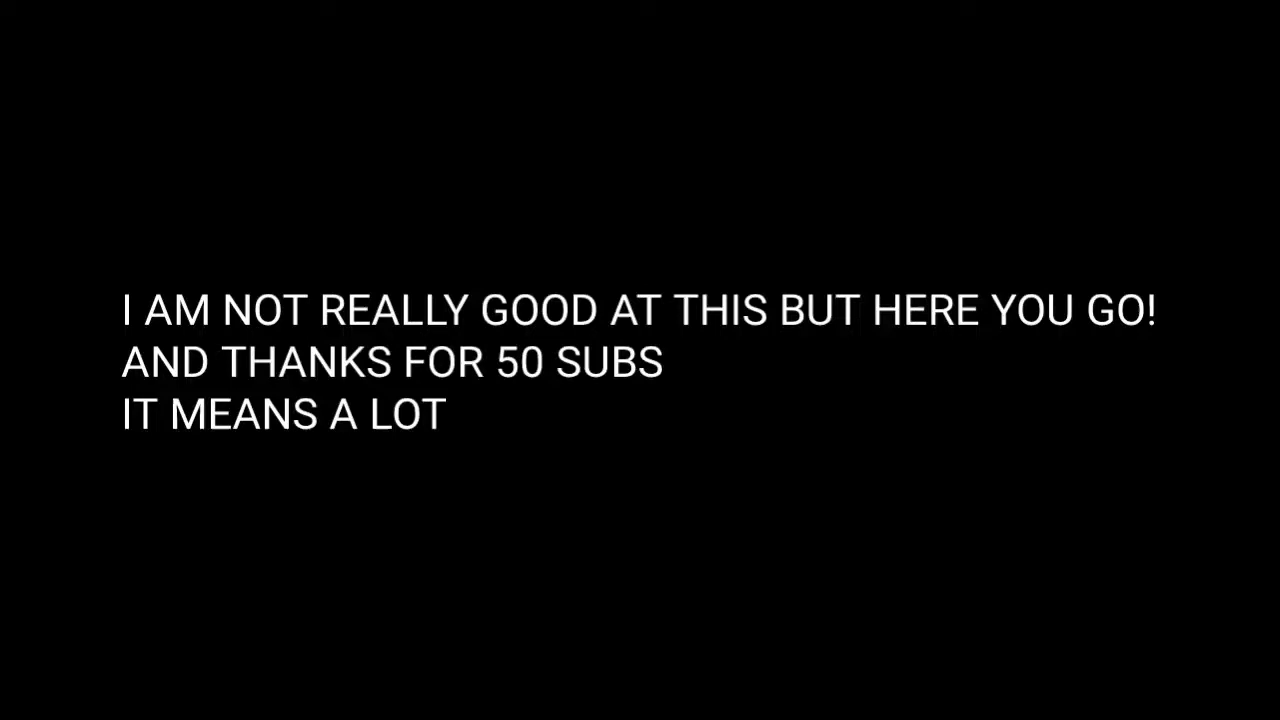 I AM NOT REALLY GOOD AT THIS BUT HERE YOU GO!
AND THANKS FOR 50 SUBS
IT MEANS A LOT